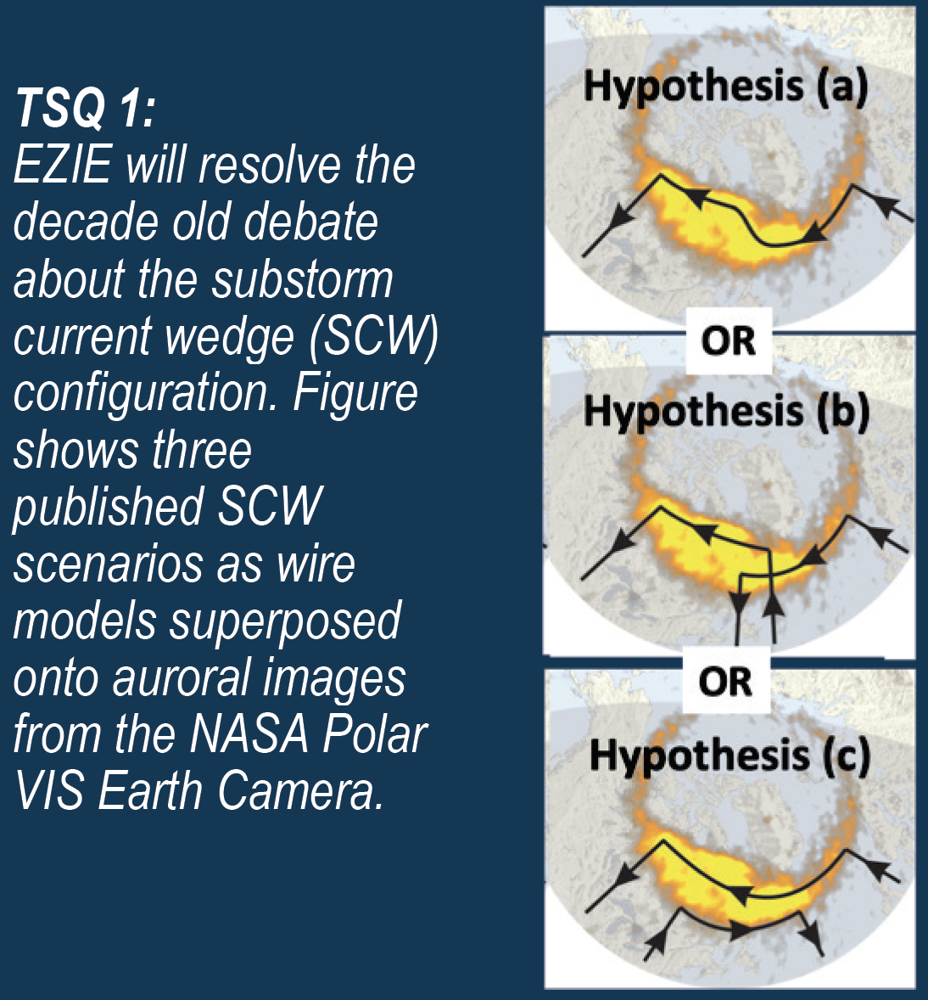 TSQ 1:
EZIE will resolve the
decade old debate
about the substorm
current wedge (SCW)
configuration. Figure
shows three
published SCW
scenarios as wire
models superposed
onto auroral images
from the NASA Polar
VIS Earth Camera.
Hypothesis (a)
OR
Hypothesis (b)
OR
Hypothesis (c)